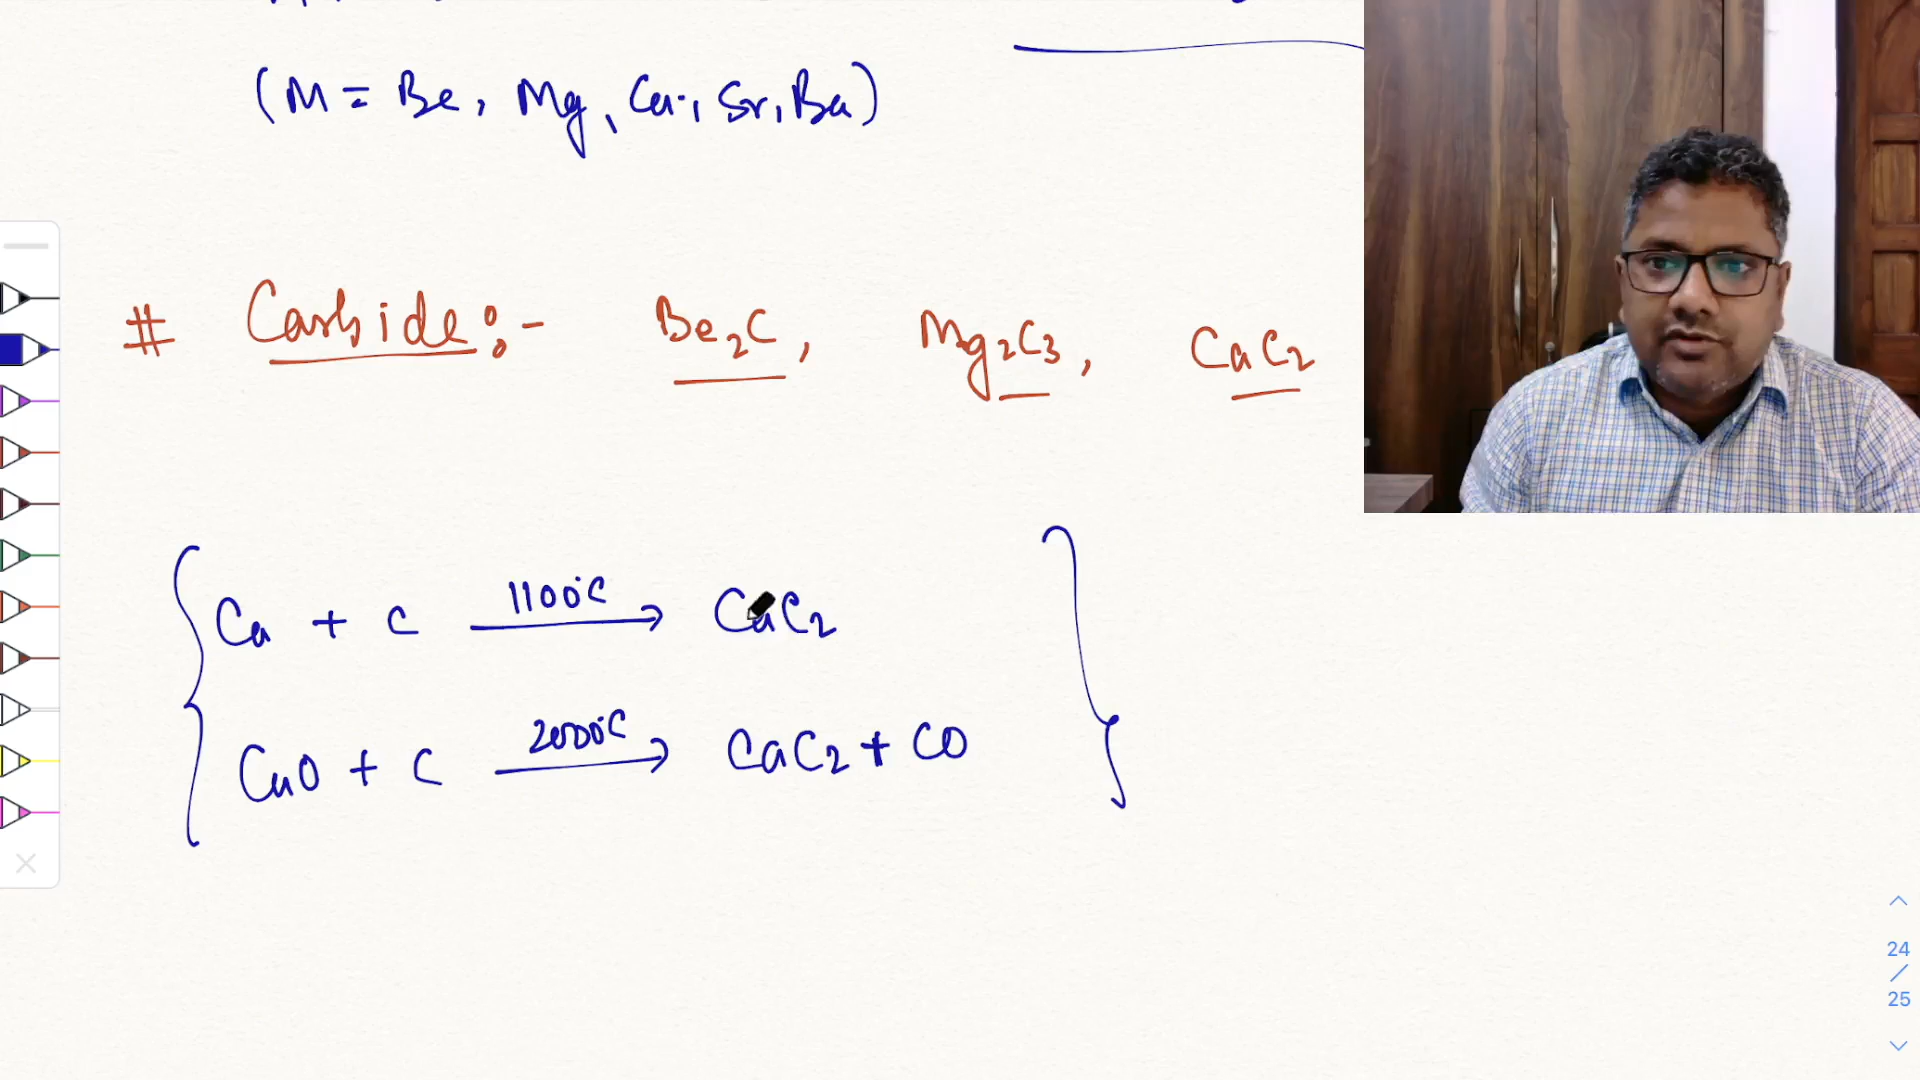 (M = Be, Mg, Ca, Sr, Ba)
# Carbide :- Be₂C, Mg₂C₃, CaC₂
1100°C
Ca + C → CaC₂
2000°C
CaO + C → CaC₂ + CO
24
/
25